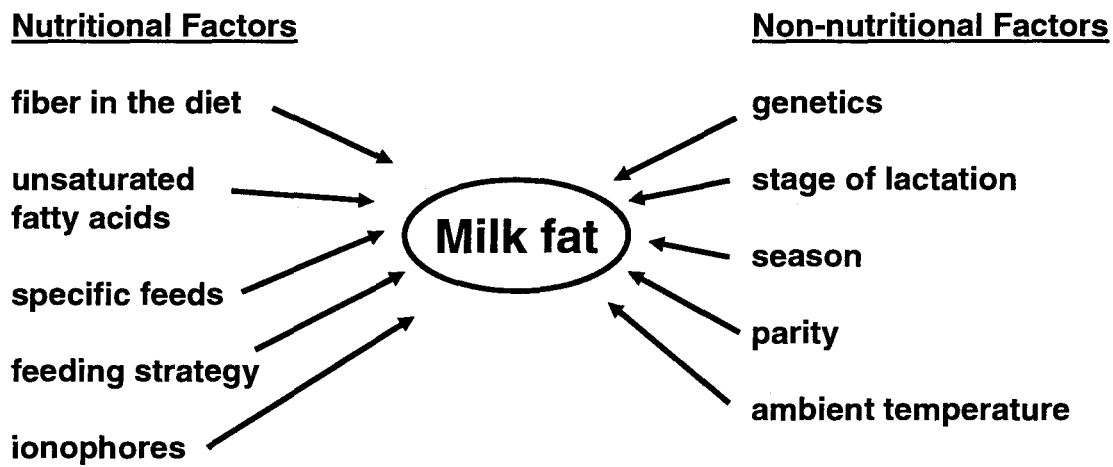 Nutritional Factors
fiber in the diet
unsaturated
fatty acids
specific feeds
feeding strategy
ionophores
Milk fat
Non-nutritional Factors
genetics
stage of lactation
season
parity
ambient temperature